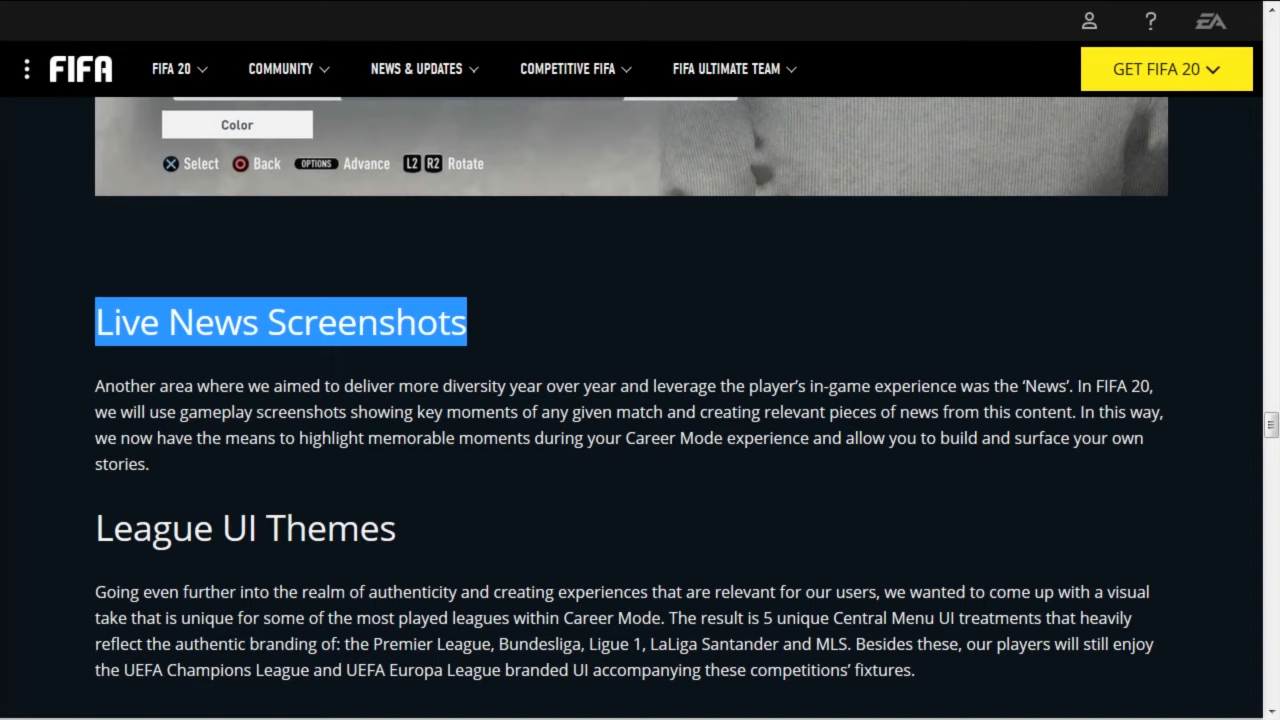 EA
FIFA
FIFA 20
COMMUNITY
NEWS & UPDATES
COMPETITIVE FIFA
FIFA ULTIMATE TEAM
GET FIFA 20
Color
Select
Back
OPTIONS
Advance
L2
R2
Rotate
Live News Screenshots
Another area where we aimed to deliver more diversity year over year and leverage the player’s in-game experience was the ‘News’. In FIFA 20,
we will use gameplay screenshots showing key moments of any given match and creating relevant pieces of news from this content. In this way,
we now have the means to highlight memorable moments during your Career Mode experience and allow you to build and surface your own
stories.
League UI Themes
Going even further into the realm of authenticity and creating experiences that are relevant for our users, we wanted to come up with a visual
take that is unique for some of the most played leagues within Career Mode. The result is 5 unique Central Menu UI treatments that heavily
reflect the authentic branding of: the Premier League, Bundesliga, Ligue 1, LaLiga Santander and MLS. Besides these, our players will still enjoy
the UEFA Champions League and UEFA Europa League branded UI accompanying these competitions’ fixtures.